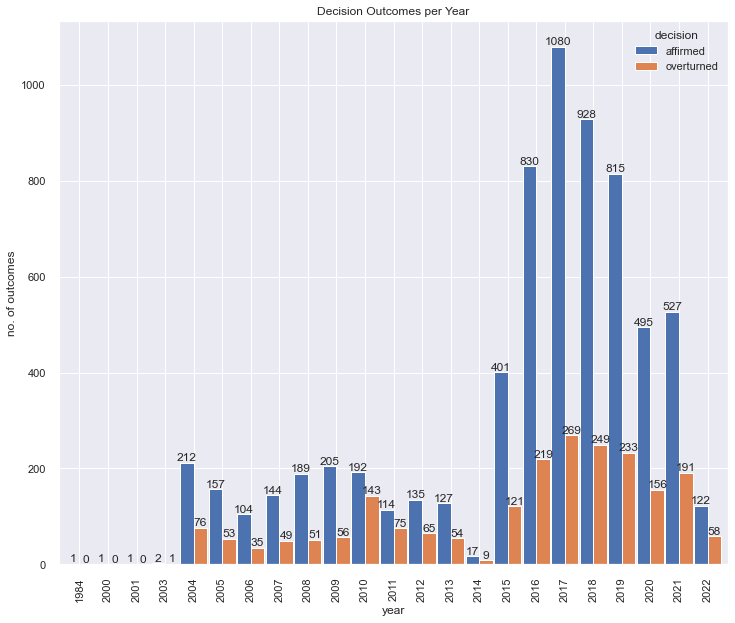 Decision Outcomes per Year
decision
affirmed
overturned
no. of outcomes
1000
800
600
400
200
0
1 0 1 0 1 0 2 1 212 76 157 53 104 35 144 49 189 51 205 56 192 143 114 75 135 65 127 54 17 9 401 121 830 219 1080 269 928 249 815 233 495 156 527 191 122 58
1984 2000 2001 2003 2004 2005 2006 2007 2008 2009 2010 2011 2012 2013 2014 2015 2016 2017 2018 2019 2020 2021 2022
year